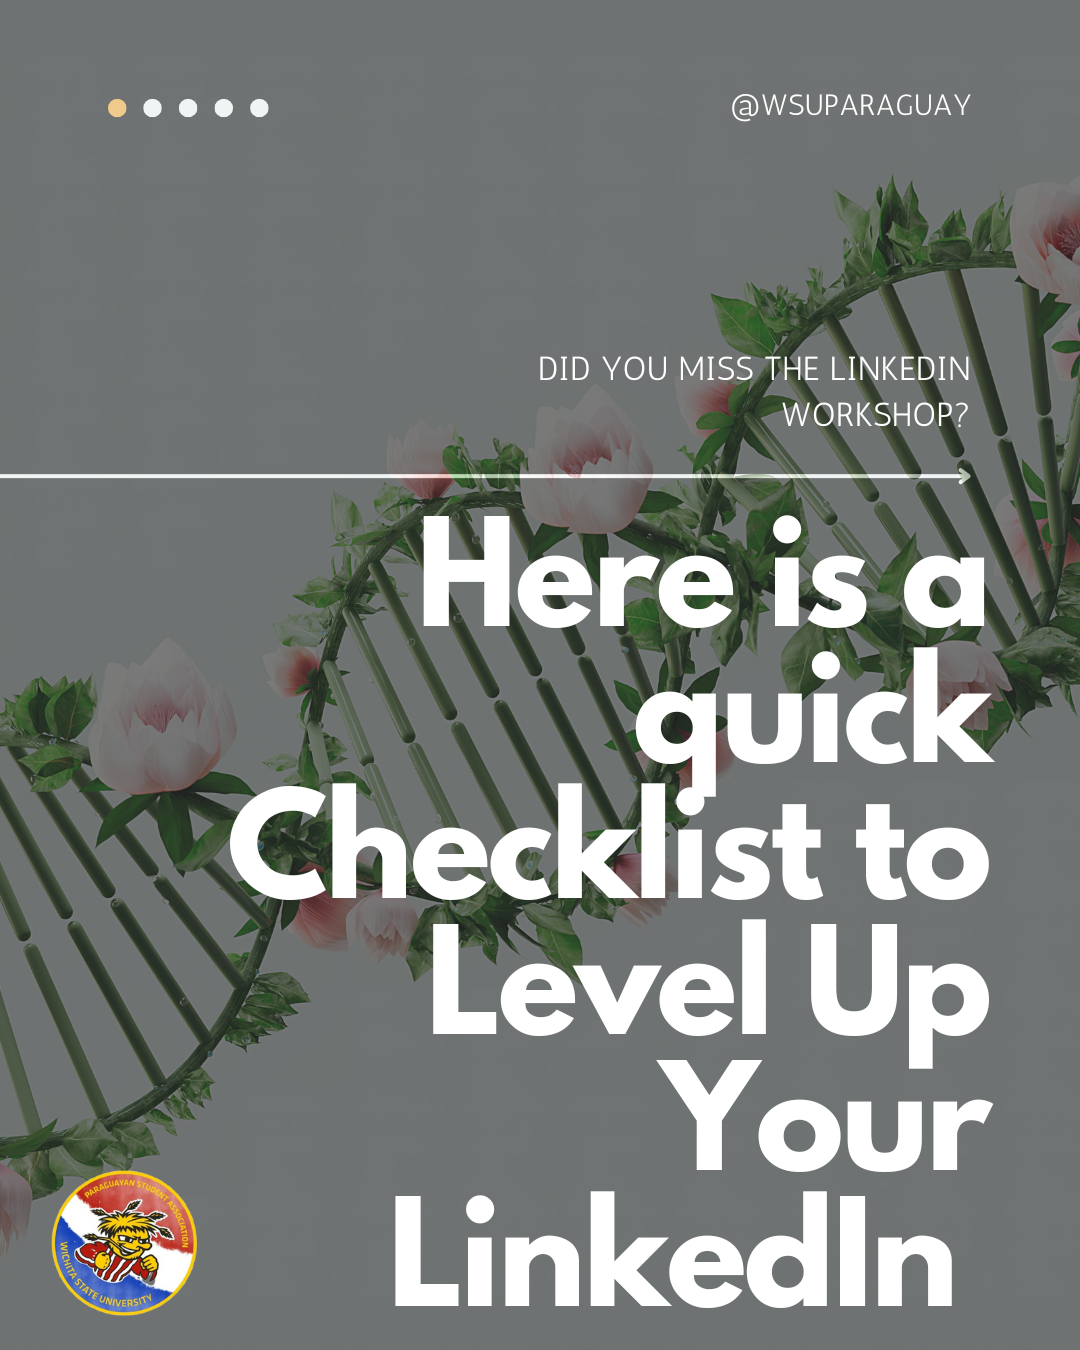 @WSUPARAGUAY
DID YOU MISS THE LINKEDIN
WORKSHOP?
Here is a
quick
Checklist to
Level Up
Your
LinkedIn
PARAGUAYAN STUDENT ASSOCIATION
WICHITA STATE UNIVERSITY